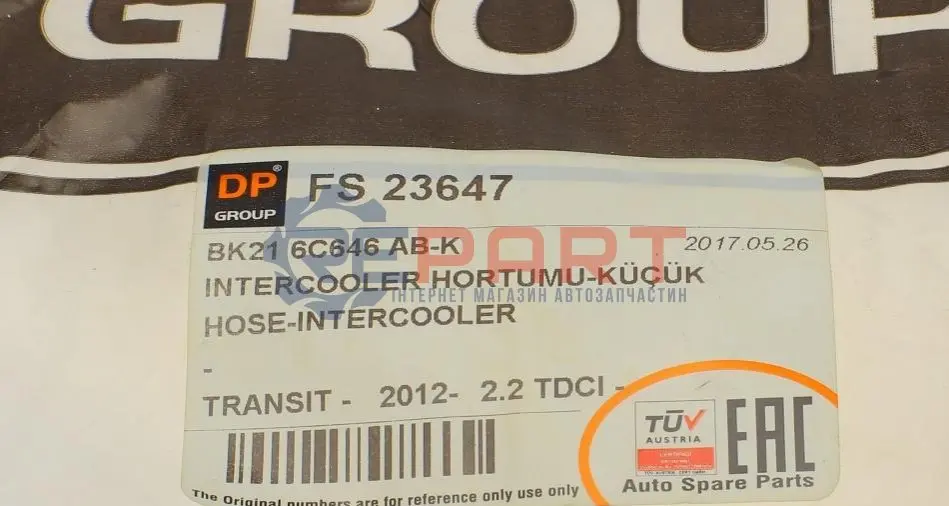 GROUP
DP®
GROUP
FS 23647
BK21 6C646 AB-K
2017.05.26
INTERCOOLER HORTUMU-KÜÇÜK
HOSE-INTERCOOLER
-
TRANSIT - 2012- 2.2 TDCI -
REPART
ІНТЕРНЕТ МАГАЗИН АВТОЗАПЧАСТИН
TÜV
AUSTRIA
EAC
Auto Spare Parts
The Original numbers are for reference only use only